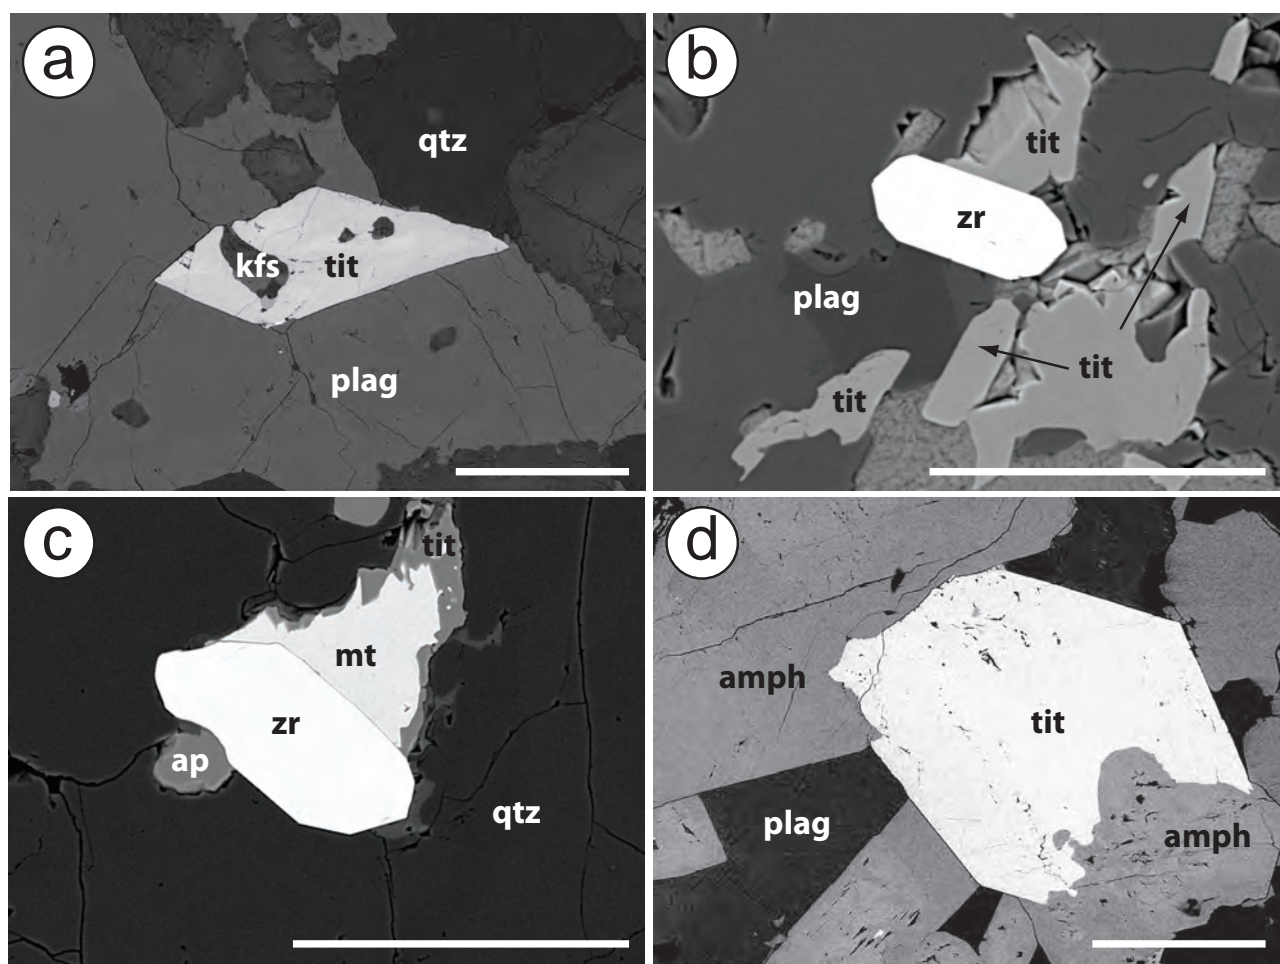 a
qtz
kfs
tit
plag
b
tit
zr
plag
tit
tit
c
tit
mt
zr
ap
qtz
d
amph
tit
plag
amph